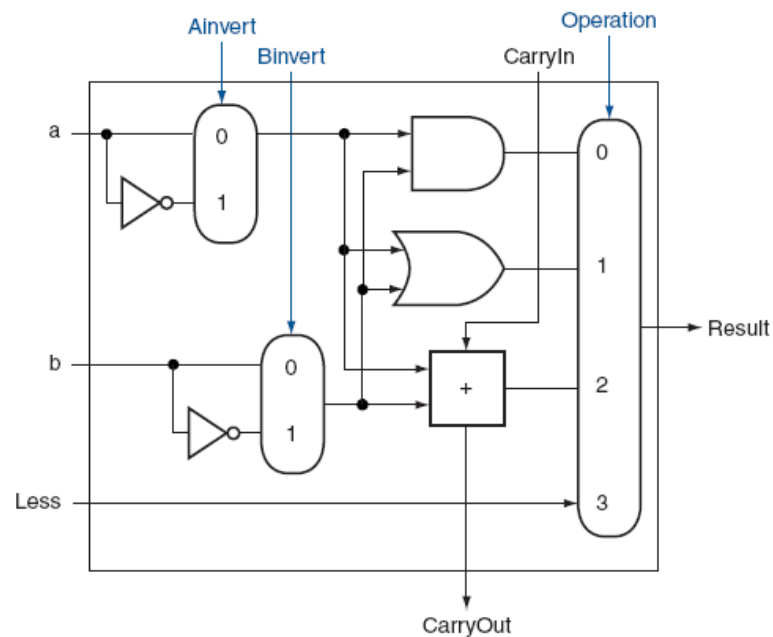 Ainvert
Operation
Binvert
CarryIn
a
0
0
1
1
Result
b
0
+
2
1
Less
3
CarryOut